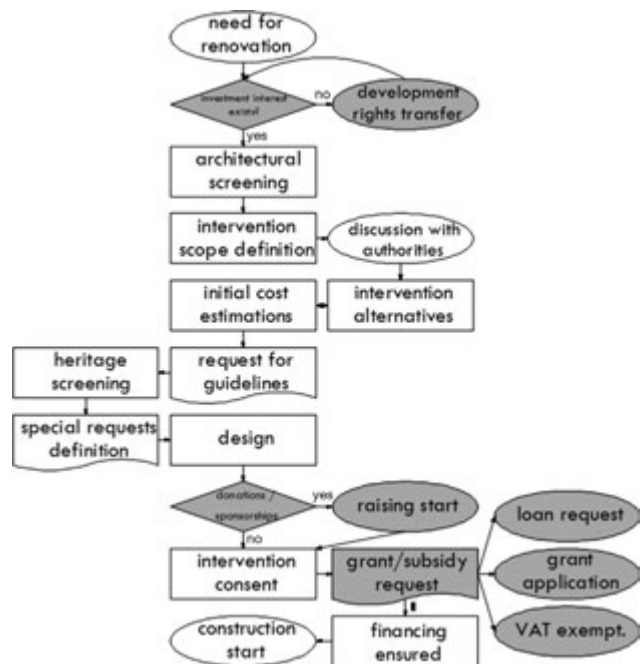 need for
renovation
investment interest
exists?
no
development
rights transfer
yes
architectural
screening
intervention
scope definition
discussion with
authorities
initial cost
estimations
intervention
alternatives
heritage
screening
request for
guidelines
special requests
definition
design
donations /
sponsorships
yes
raising start
no
loan request
intervention
consent
grant/subsidy
request
grant
application
construction
start
financing
ensured
VAT exempt.